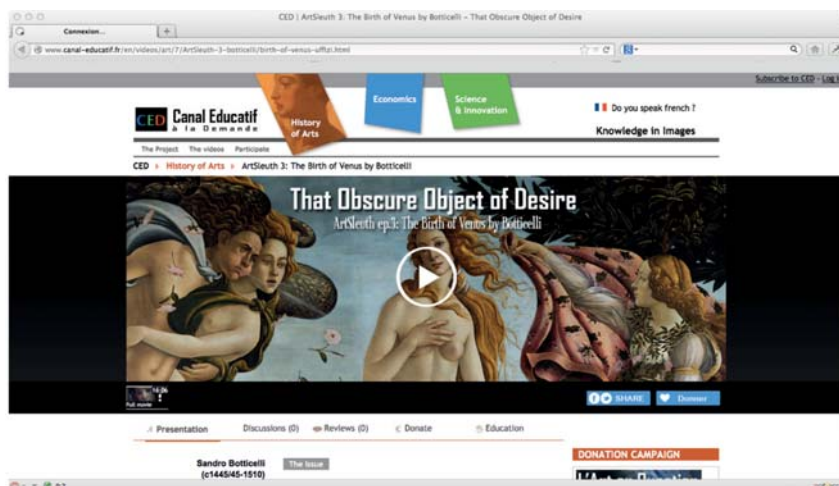 CED | ArtSleuth 3: The Birth of Venus by Botticelli – That Obscure Object of Desire
Connexion...
www.canal-educatif.fr/en/videos/art/7/ArtSleuth-3-botticelli/birth-of-venus-uffizi.html
Subscribe to CED - Log
CED
Canal Educatif
à la Demande
History of Arts
Economics
Science & Innovation
Do you speak french ?
Knowledge in Images
The Project The videos Participate
CED History of Arts ArtSleuth 3: The Birth of Venus by Botticelli
That Obscure Object of Desire
ArtSleuth ep.3: The Birth of Venus by Botticelli
Full movie
SHARE Donner
Presentation Discussions (0) Reviews (0) Donate Education
Sandro Botticelli
(c1445/45-1510)
The Issue
DONATION CAMPAIGN